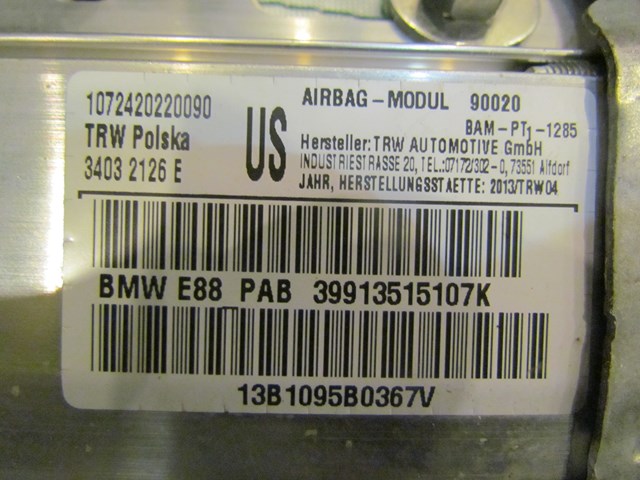 1072420220090
TRW Polska
3403 2126 E
US
AIRBAG-MODUL 90020
BAM-PT1-1285
Hersteller: TRW AUTOMOTIVE GmbH
INDUSTRIESTRASSE 20, TEL.:07172/302-0, 73551 Alfdorf
JAHR, HERSTELLUNGSSTAETTE: 2013/TRW04
BMW E88 PAB 39913515107K
13B1095B0367V